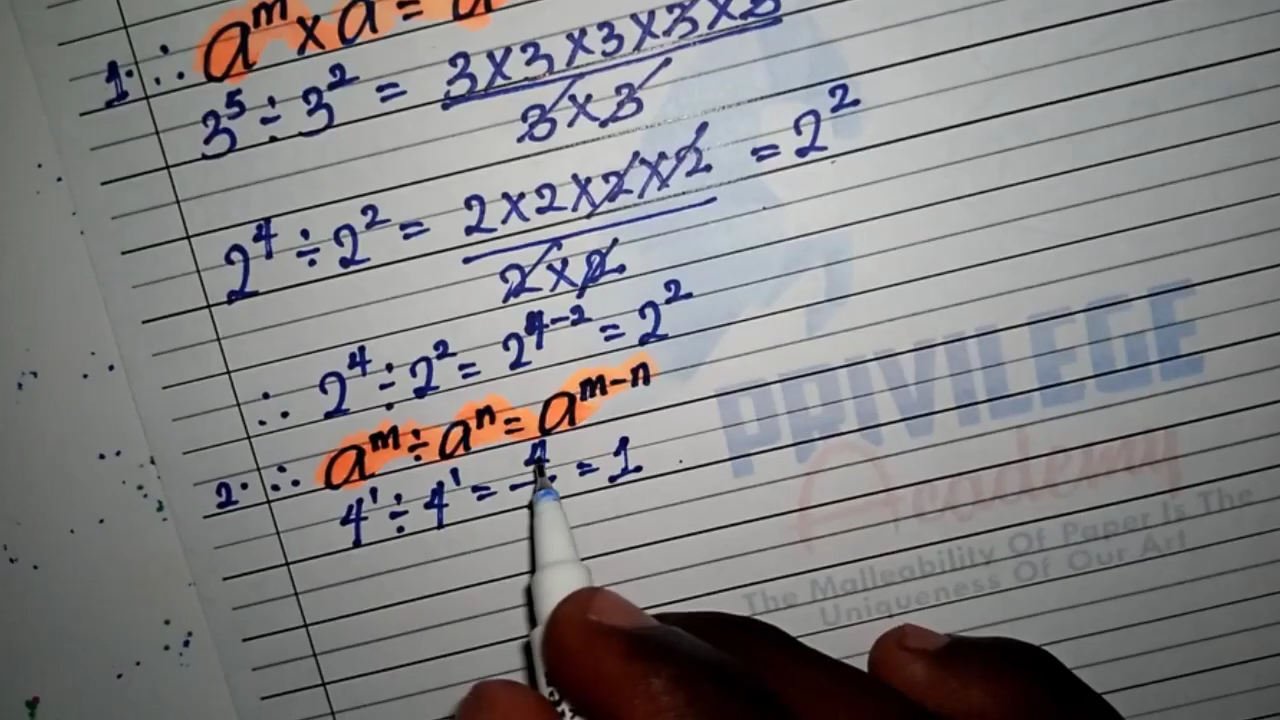 1. ∴ aᵐ × a = a
3⁵ ÷ 3² = 3×3×3×3×3 / 3×3
2⁴ ÷ 2² = 2×2×2×2 / 2×2 = 2²
∴ 2⁴ ÷ 2² = 2⁴⁻² = 2²
2. ∴ aᵐ ÷ aⁿ = aᵐ⁻ⁿ
4¹ ÷ 4¹ = 4/ = 1
PRIVILEGE
Academy
The Malleability Of Paper Is The
Uniqueness Of Our Art